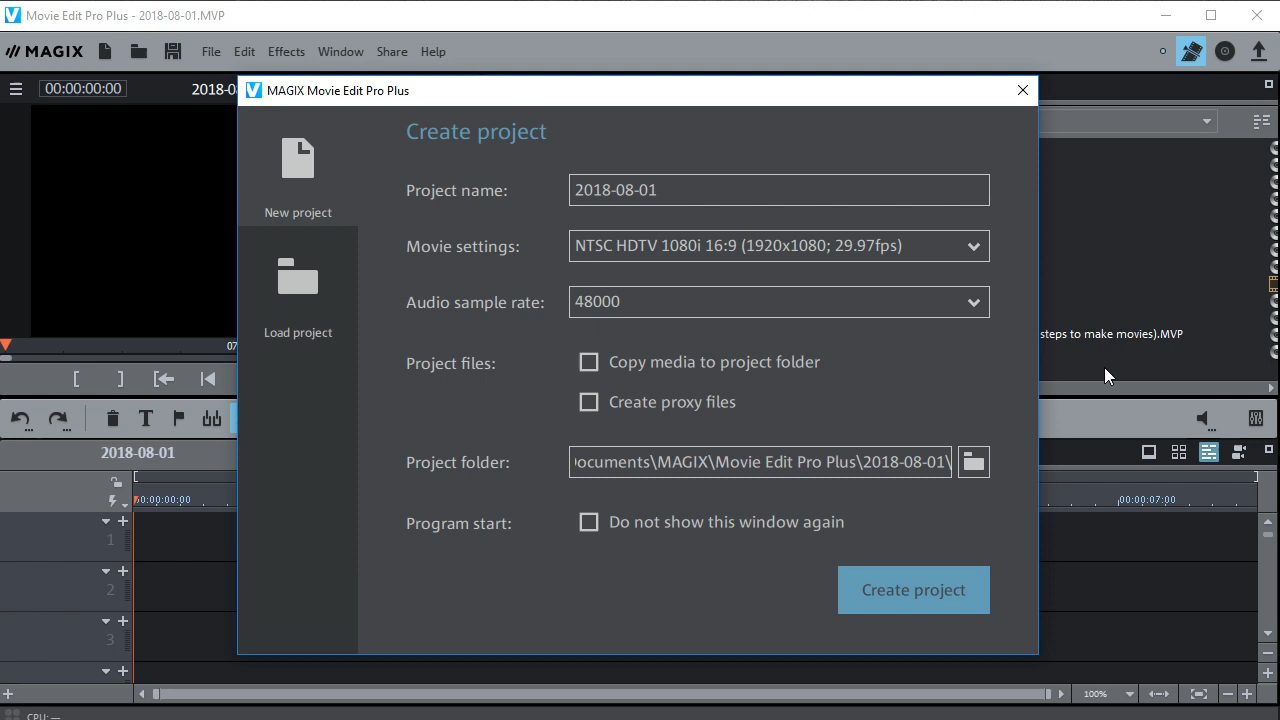 Movie Edit Pro Plus - 2018-08-01.MVP
MAGIX File Edit Effects Window Share Help
00:00:00:00 2018-0
MAGIX Movie Edit Pro Plus
Create project
New project
Load project
Project name: 2018-08-01
Movie settings: NTSC HDTV 1080i 16:9 (1920x1080; 29.97fps)
Audio sample rate: 48000
Project files: Copy media to project folder
Create proxy files
Project folder: ocuments\MAGIX\Movie Edit Pro Plus\2018-08-01\
Program start: Do not show this window again
Create project
steps to make movies).MVP
07
2018-08-01
00:00:00:00 00:00:07:00
1
2
3
100%
CPU: —